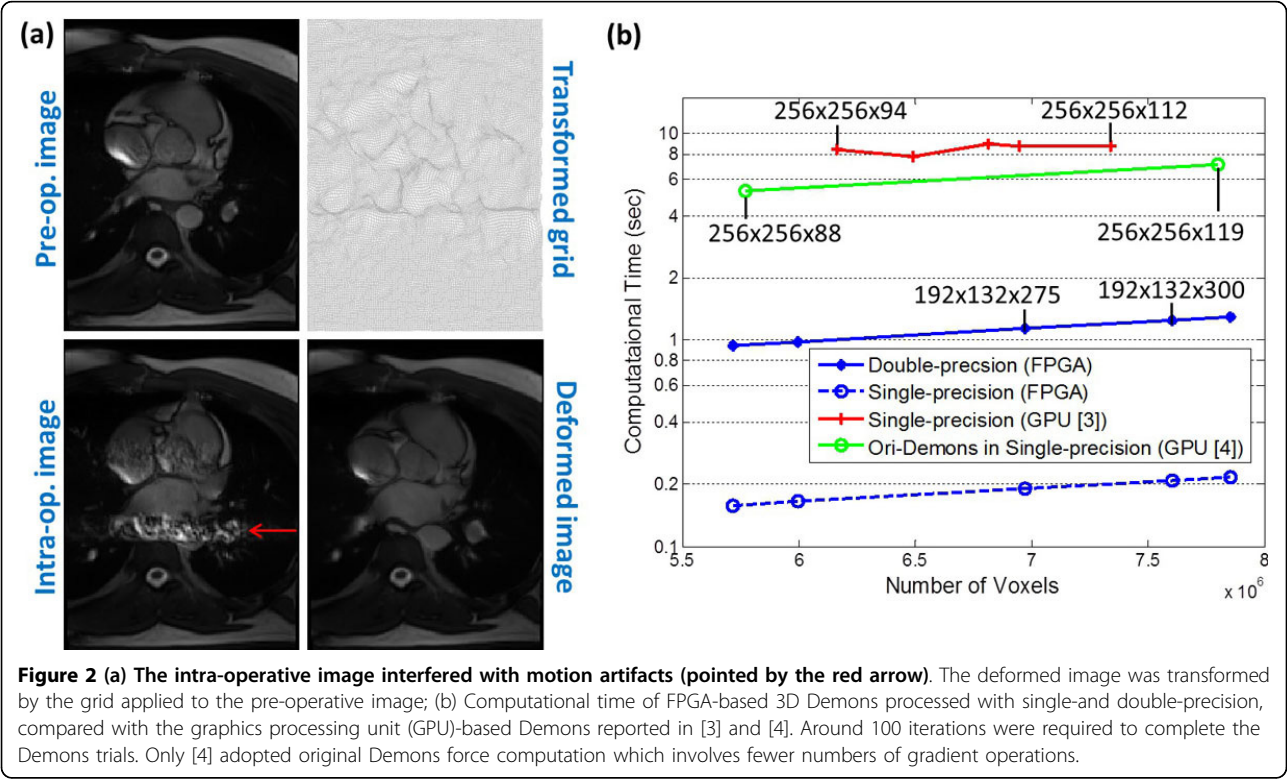 (a)
Pre-op. image
Transformed grid
Intra-op. image
Deformed image
(b)
Computataional Time (sec)
10
8
6
4
2
1
0.8
0.6
0.4
0.2
0.1
256x256x94
256x256x112
256x256x88
256x256x119
192x132x275
192x132x300
Double-precsion (FPGA)
Single-precision (FPGA)
Single-precision (GPU [3])
Ori-Demons in Single-precision (GPU [4])
5.5
6
6.5
7
7.5
8
Number of Voxels
x 10^6
Figure 2 (a) The intra-operative image interfered with motion artifacts (pointed by the red arrow). The deformed image was transformed
by the grid applied to the pre-operative image; (b) Computational time of FPGA-based 3D Demons processed with single-and double-precision,
compared with the graphics processing unit (GPU)-based Demons reported in [3] and [4]. Around 100 iterations were required to complete the
Demons trials. Only [4] adopted original Demons force computation which involves fewer numbers of gradient operations.